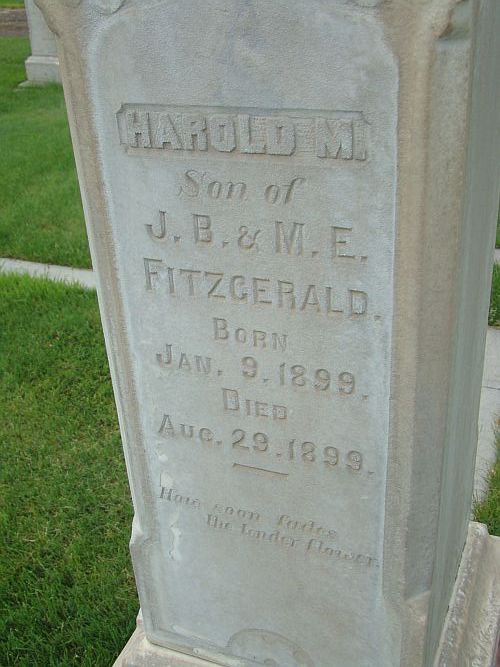 HAROLD M.
Son of
J. B. & M. E.
FITZGERALD.
BORN
JAN. 9. 1899.
DIED
AUG. 29. 1899.
How soon fades
the tender flower.